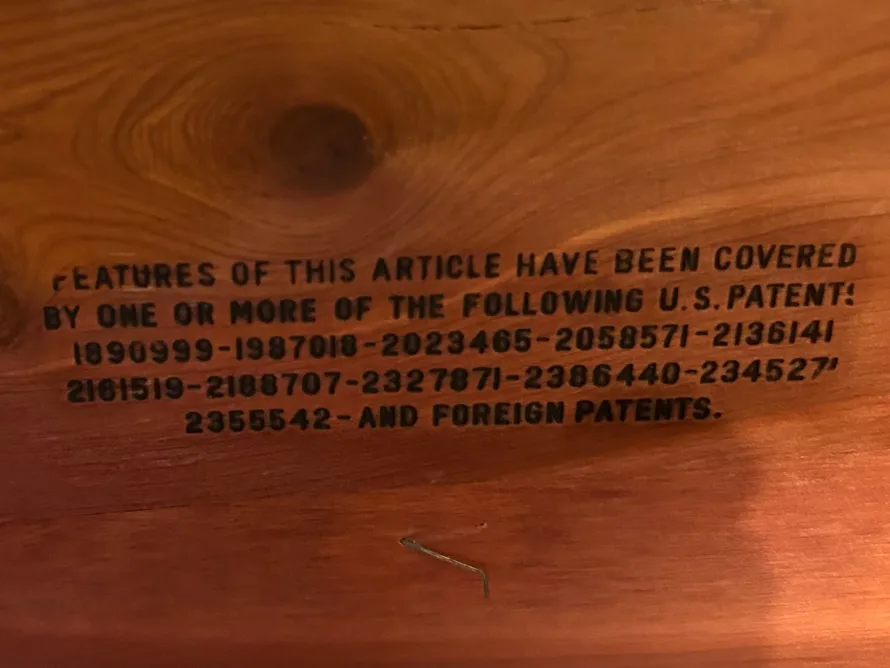 FEATURES OF THIS ARTICLE HAVE BEEN COVERED
BY ONE OR MORE OF THE FOLLOWING U.S. PATENTS
1890999-1987018-2023465-2058571-2136141
2161519-2188707-2327871-2386440-
2355542-AND FOREIGN PATENTS.